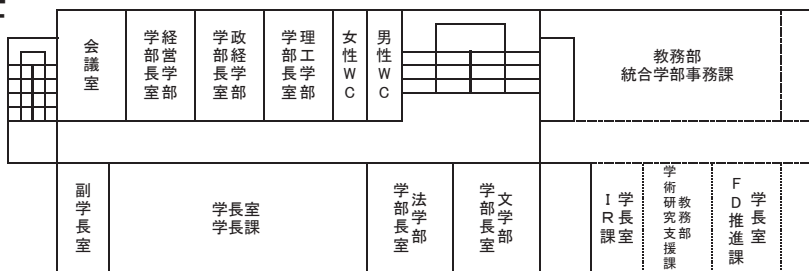 会議室
経営学部
学部長室
政経学部
学部長室
理工学部
学部長室
女性WC
男性WC
教務部
統合学部事務課
副学長室
学長室
学長課
法学部
学部長室
文学部
学部長室
学長室
IR課
教務部
学術研究支援課
学長室
FD推進課